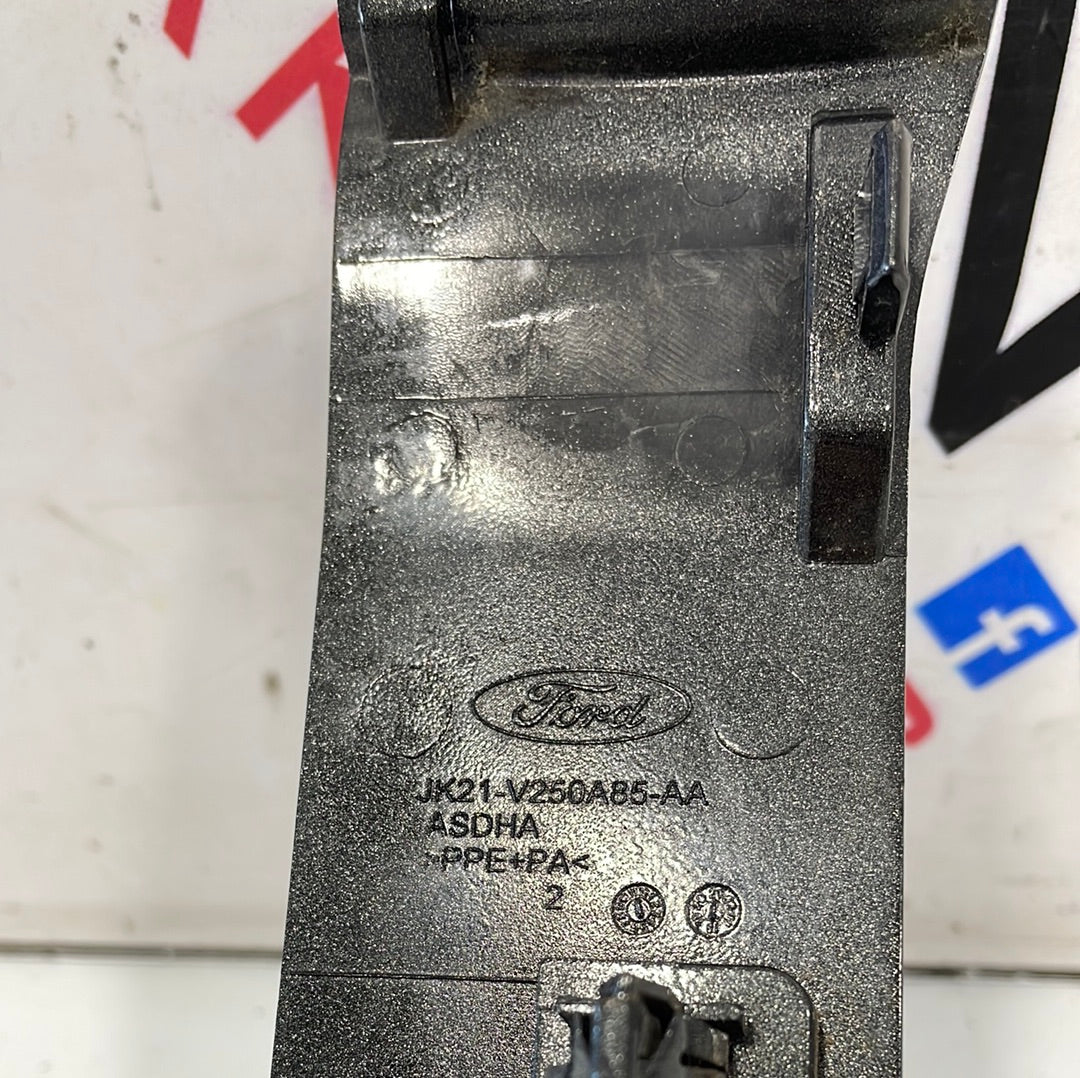 Ford
JK21-V250A85-AA
ASDHA
>PPE+PA<
2
f